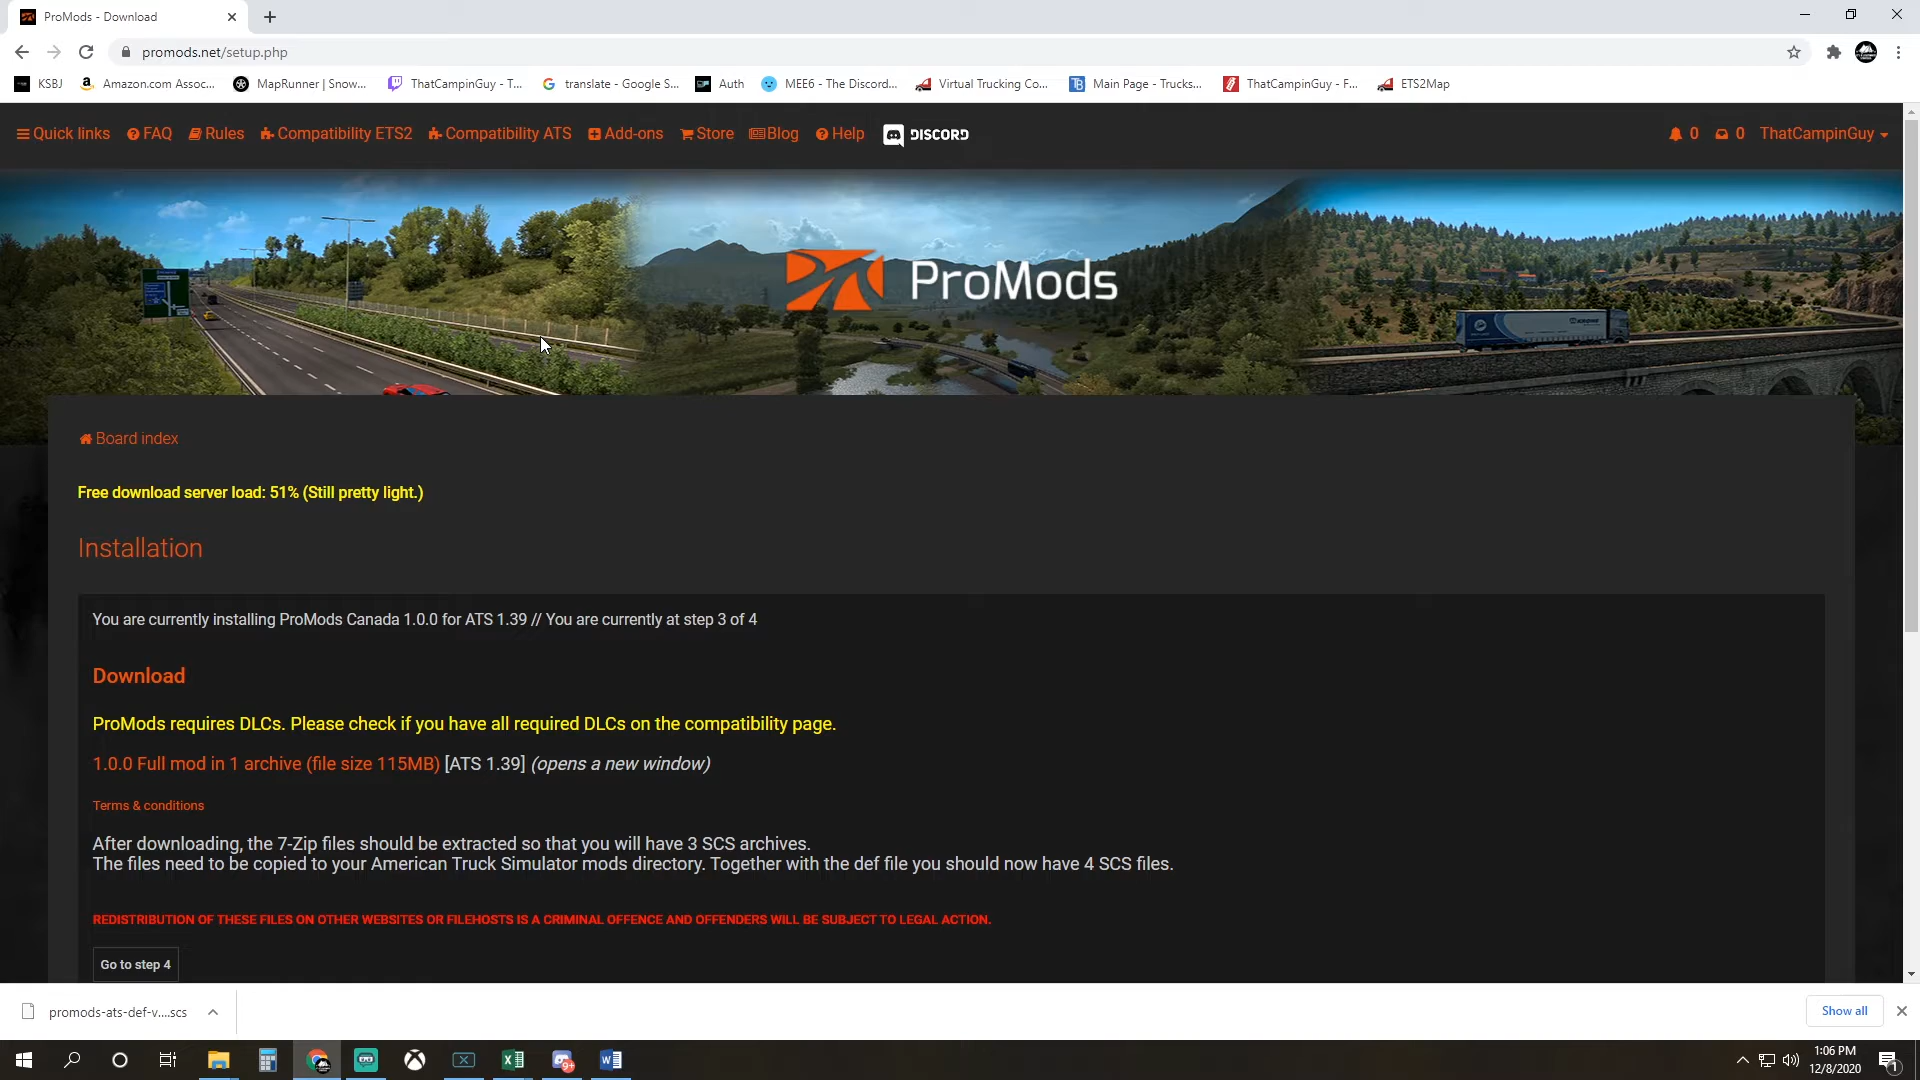 ProMods - Download
promods.net/setup.php
KSBJ
Amazon.com Assoc...
MapRunner | Snow...
ThatCampinGuy - T...
translate - Google S...
Auth
MEE6 - The Discord...
Virtual Trucking Co...
Main Page - Trucks...
ThatCampinGuy - F...
ETS2Map
Quick links
FAQ
Rules
Compatibility ETS2
Compatibility ATS
Add-ons
Store
Blog
Help
DISCORD
0
0
ThatCampinGuy
ProMods
Board index
Free download server load: 51% (Still pretty light.)
Installation
You are currently installing ProMods Canada 1.0.0 for ATS 1.39 // You are currently at step 3 of 4
Download
ProMods requires DLCs. Please check if you have all required DLCs on the compatibility page.
1.0.0 Full mod in 1 archive (file size 115MB) [ATS 1.39] (opens a new window)
Terms & conditions
After downloading, the 7-Zip files should be extracted so that you will have 3 SCS archives.
The files need to be copied to your American Truck Simulator mods directory. Together with the def file you should now have 4 SCS files.
REDISTRIBUTION OF THESE FILES ON OTHER WEBSITES OR FILEHOSTS IS A CRIMINAL OFFENCE AND OFFENDERS WILL BE SUBJECT TO LEGAL ACTION.
Go to step 4
promods-ats-def-v....scs
Show all
1:06 PM
12/8/2020